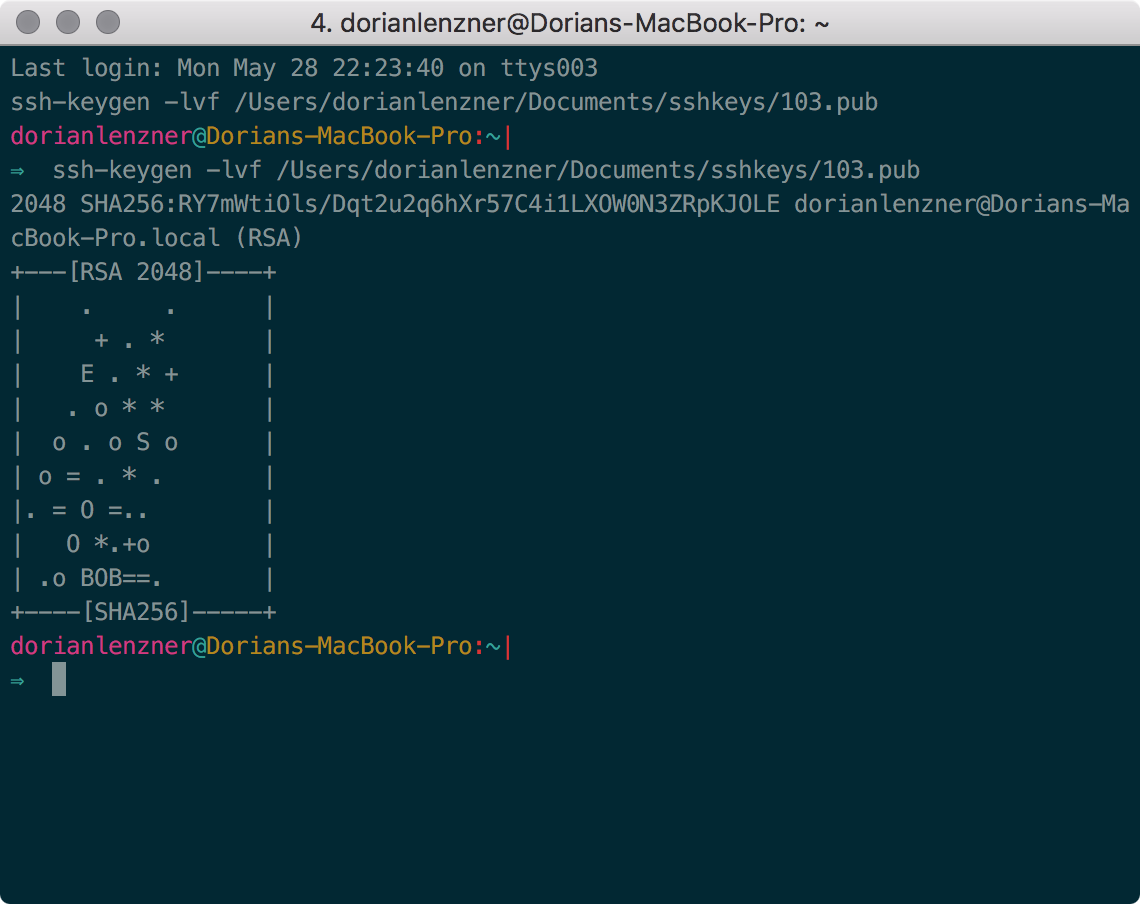 4. dorianlenzner@Dorians-MacBook-Pro: ~
Last login: Mon May 28 22:23:40 on ttys003
ssh-keygen -lvf /Users/dorianlenzner/Documents/sshkeys/103.pub
dorianlenzner@Dorians-MacBook-Pro:~|
⇒  ssh-keygen -lvf /Users/dorianlenzner/Documents/sshkeys/103.pub
2048 SHA256:RY7mWtiOls/Dqt2u2q6hXr57C4i1LXOW0N3ZRpKJOLE dorianlenzner@Dorians-Ma
cBook-Pro.local (RSA)
+---[RSA 2048]----+
|    .     .      |
|     + . *       |
|    E . * +      |
|   . o * *       |
|  o . o S o      |
| o = . * .       |
|. = O =..        |
|   O *.+o        |
| .o BOB==.       |
+----[SHA256]-----+
dorianlenzner@Dorians-MacBook-Pro:~|
⇒